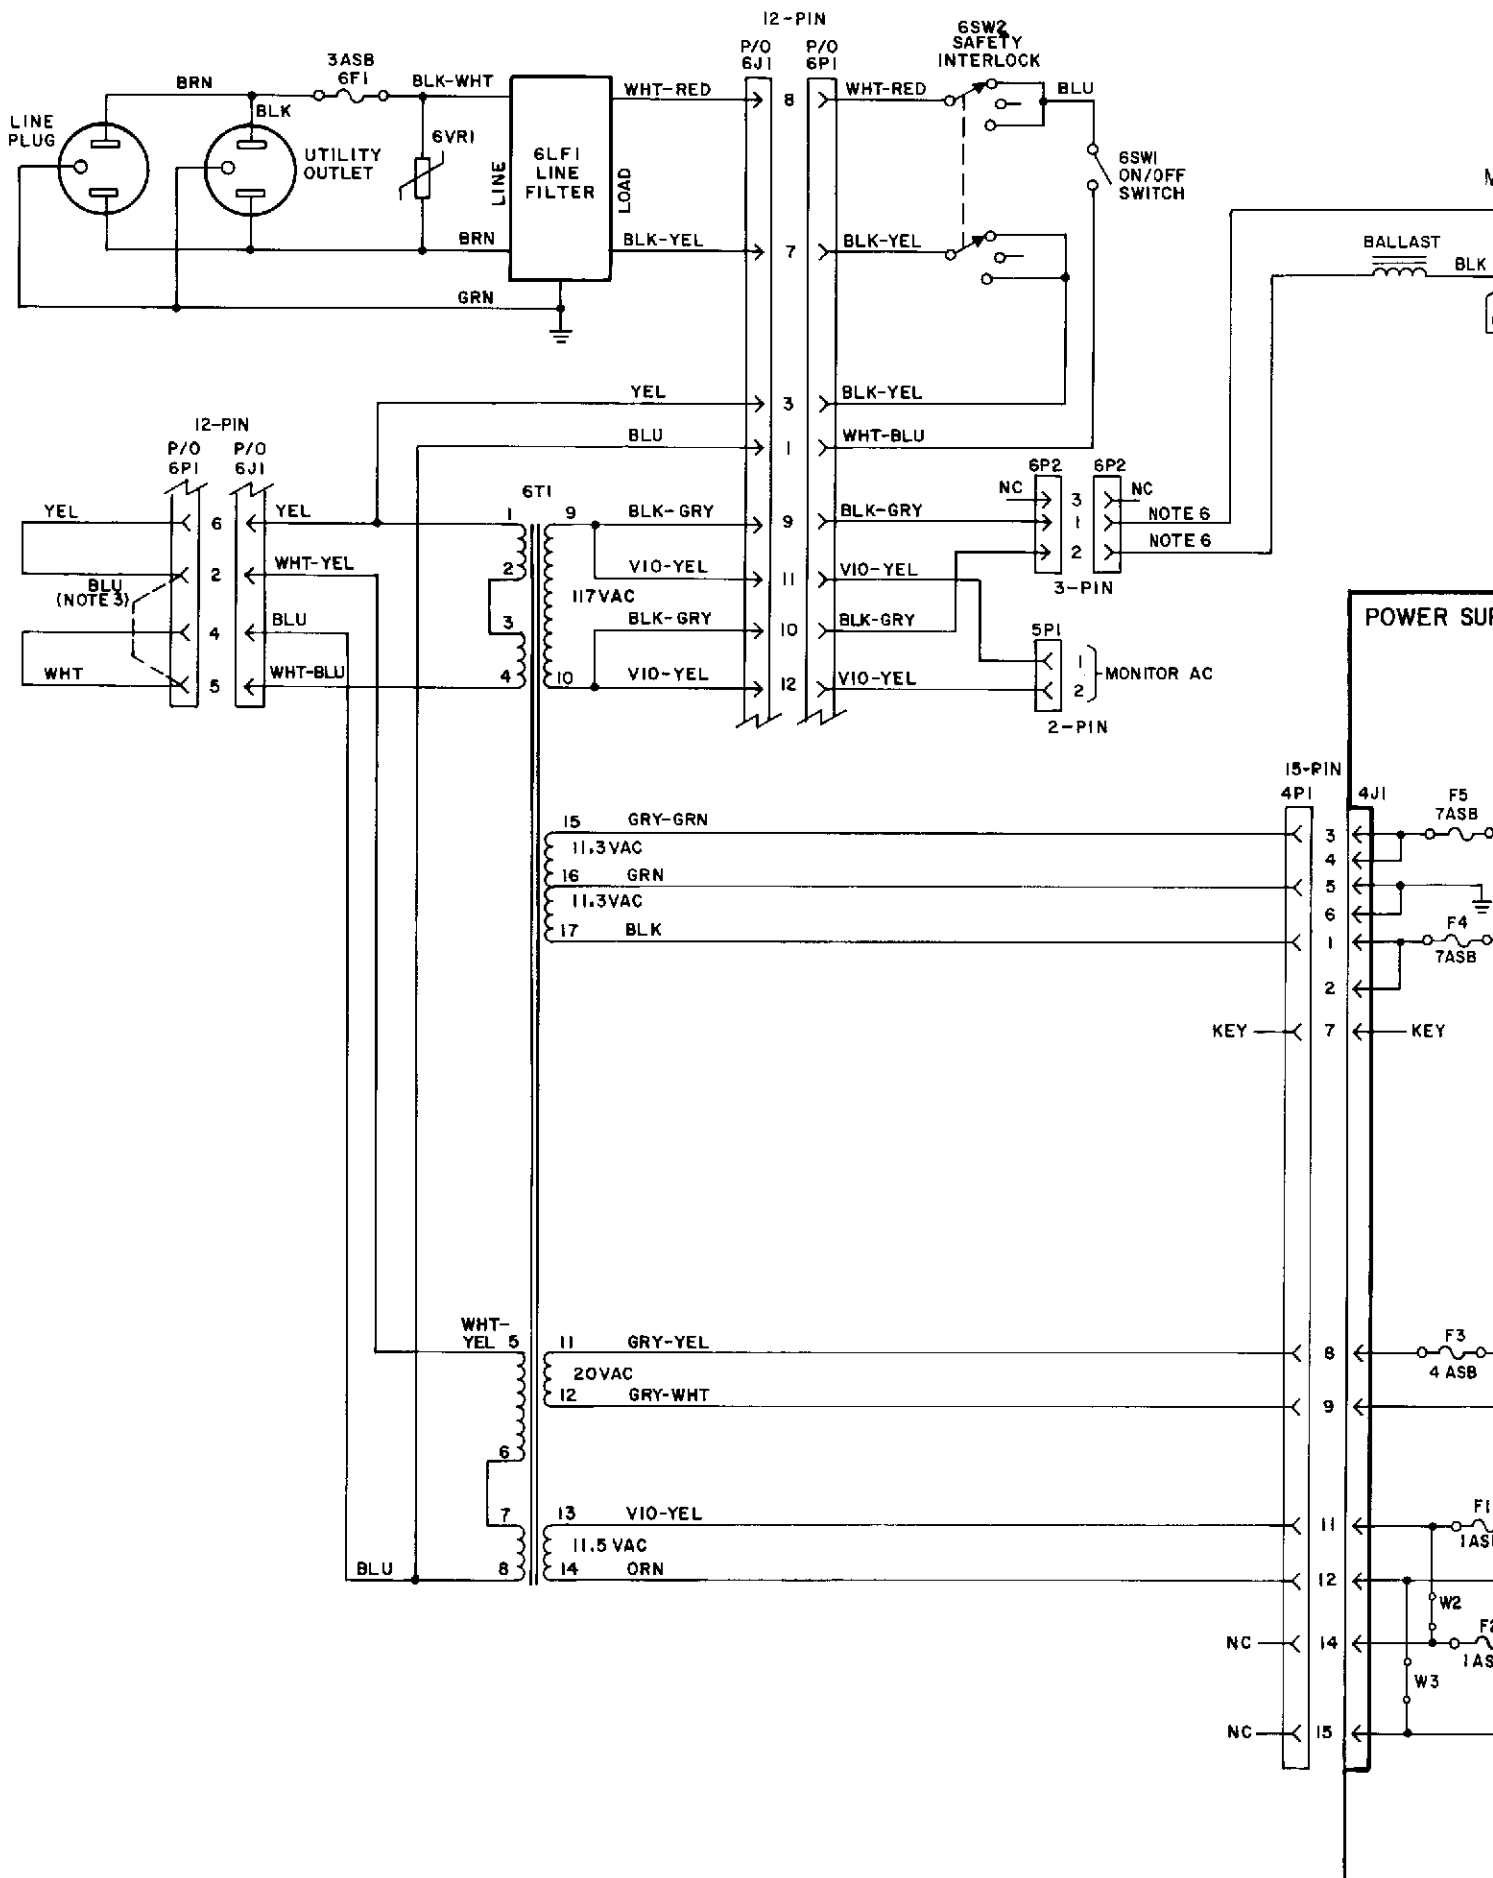 12-PIN
P/O 6J1
P/O 6P1
6SW2
SAFETY
INTERLOCK
3ASB
6F1
BRN
BLK-WHT
BLK
LINE
PLUG
UTILITY
OUTLET
6VR1
LINE
6LF1
LINE
FILTER
LOAD
WHT-RED
8
WHT-RED
BLU
6SW1
ON/OFF
SWITCH
BRN
BLK-YEL
7
BLK-YEL
GRN
BALLAST
BLK
YEL
3
BLK-YEL
BLU
1
WHT-BLU
12-PIN
P/O 6P1
P/O 6J1
YEL
6
YEL
2
WHT-YEL
BLU
(NOTE 3)
4
BLU
WHT
5
WHT-BLU
6T1
1
2
3
4
9
117VAC
10
BLK-GRY
9
BLK-GRY
VIO-YEL
11
VIO-YEL
BLK-GRY
10
BLK-GRY
VIO-YEL
12
VIO-YEL
6P2
6P2
NC
3
NC
1
NOTE 6
2
NOTE 6
3-PIN
5P1
1
2
MONITOR AC
2-PIN
POWER SUP
15-PIN
4P1
4J1
15
GRY-GRN
11.3VAC
16
GRN
11.3VAC
17
BLK
3
4
5
6
1
2
F5
7ASB
F4
7ASB
KEY
7
KEY
WHT-
YEL
5
11
GRY-YEL
20VAC
12
GRY-WHT
8
F3
4 ASB
9
6
7
13
VIO-YEL
11.5 VAC
BLU
8
14
ORN
11
F1
12
W2
NC
14
W3
NC
15